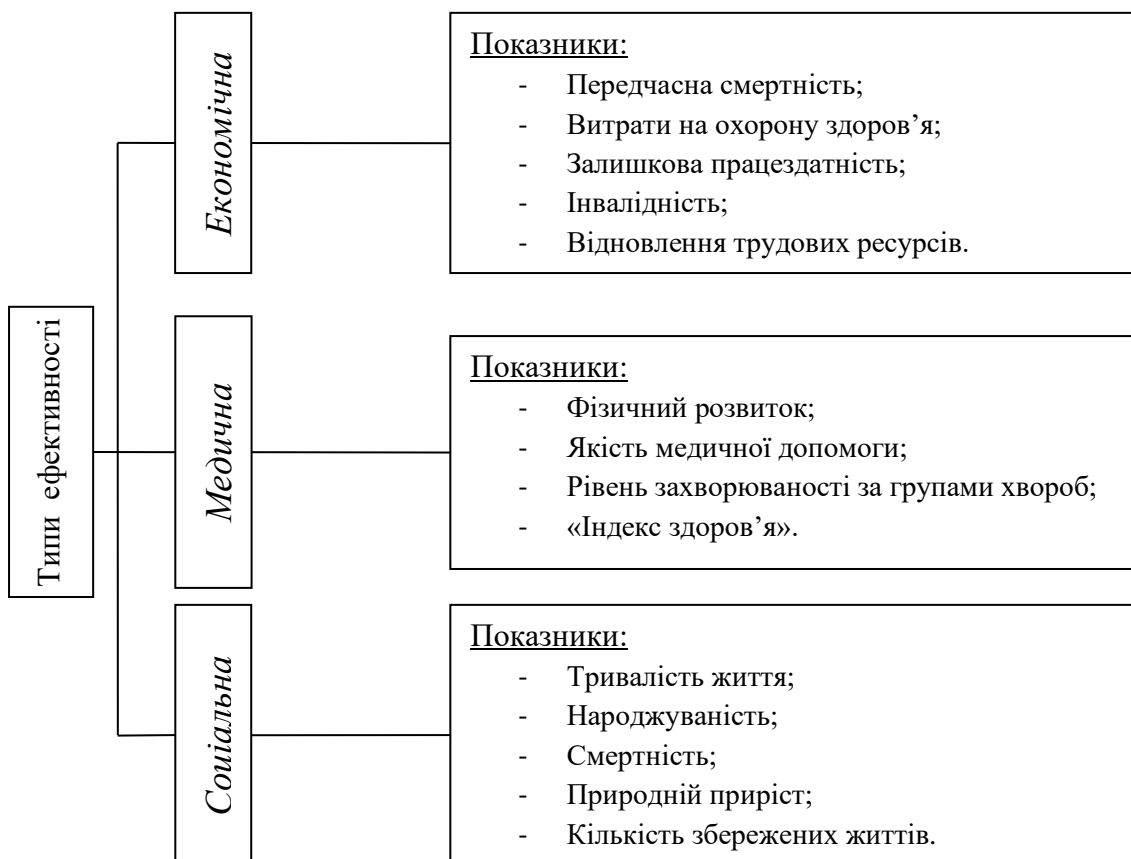 Типи ефективності
Економічна
Показники:
- Передчасна смертність;
- Витрати на охорону здоров’я;
- Залишкова працездатність;
- Інвалідність;
- Відновлення трудових ресурсів.
Медична
Показники:
- Фізичний розвиток;
- Якість медичної допомоги;
- Рівень захворюваності за групами хвороб;
- «Індекс здоров’я».
Соціальна
Показники:
- Тривалість життя;
- Народжуваність;
- Смертність;
- Природній приріст;
- Кількість збережених життів.